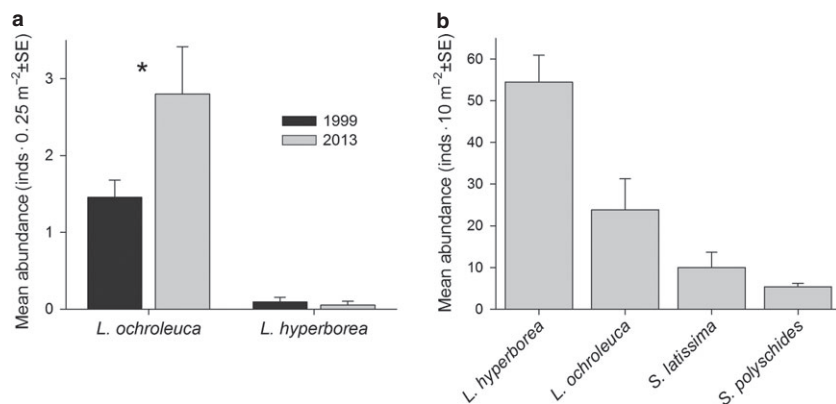 a
Mean abundance (inds · 0. 25 m⁻²±SE)
3
2
1
0
*
1999
2013
L. ochroleuca
L. hyperborea
b
Mean abundance (inds · 10 m⁻²±SE)
60
50
40
30
20
10
0
L. hyperborea
L. ochroleuca
S. latissima
S. polyschides